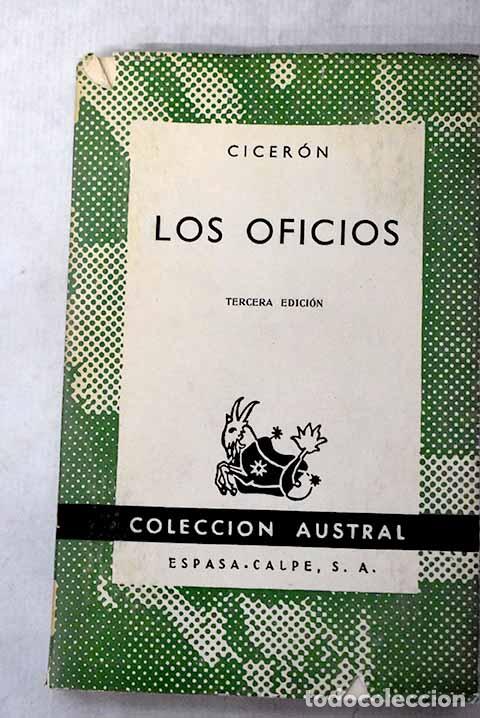 CICERÓN
LOS OFICIOS
TERCERA EDICIÓN
COLECCION AUSTRAL
ESPASA-CALPE, S. A.
todocoleccion